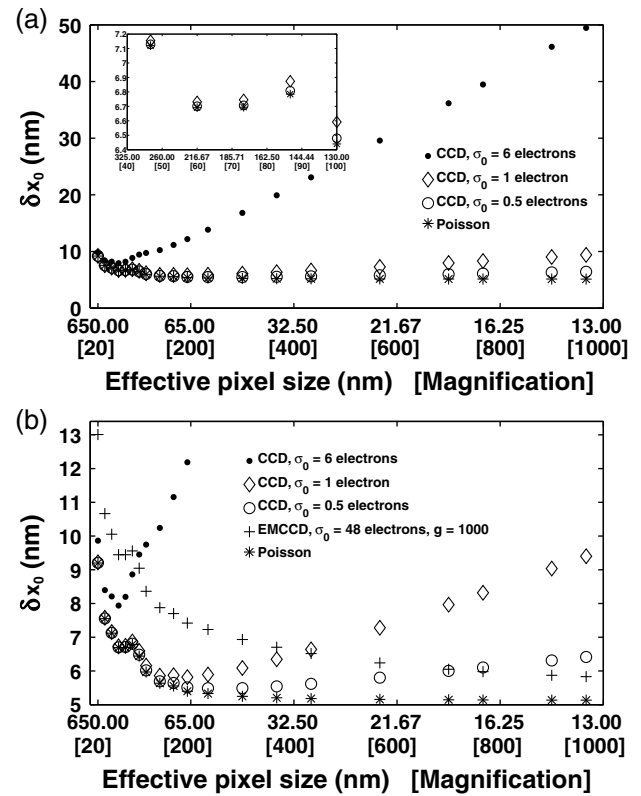 (a)
50
40
30
20
10
0
δx₀ (nm)
7.2
7.1
7
6.9
6.8
6.7
6.6
6.5
6.4
325.00 260.00 216.67 185.71 162.50 144.44 130.00
[40] [50] [60] [70] [80] [90] [100]
CCD, σ₀ = 6 electrons
CCD, σ₀ = 1 electron
CCD, σ₀ = 0.5 electrons
Poisson
650.00 65.00 32.50 21.67 16.25 13.00
[20] [200] [400] [600] [800] [1000]
Effective pixel size (nm) [Magnification]
(b)
13
12
11
10
9
8
7
6
5
δx₀ (nm)
CCD, σ₀ = 6 electrons
CCD, σ₀ = 1 electron
CCD, σ₀ = 0.5 electrons
EMCCD, σ₀ = 48 electrons, g = 1000
Poisson
650.00 65.00 32.50 21.67 16.25 13.00
[20] [200] [400] [600] [800] [1000]
Effective pixel size (nm) [Magnification]